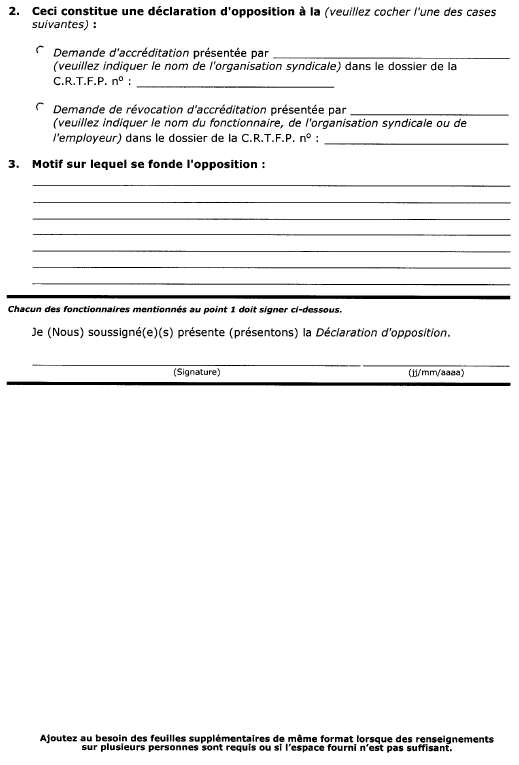 2. Ceci constitue une déclaration d'opposition à la (veuillez cocher l'une des cases
suivantes) :
Demande d'accréditation présentée par
(veuillez indiquer le nom de l'organisation syndicale) dans le dossier de la
C.R.T.F.P. nº :
Demande de révocation d'accréditation présentée par
(veuillez indiquer le nom du fonctionnaire, de l'organisation syndicale ou de
l'employeur) dans le dossier de la C.R.T.F.P. nº :
3. Motif sur lequel se fonde l'opposition :
Chacun des fonctionnaires mentionnés au point 1 doit signer ci-dessous.
Je (Nous) soussigné(e)(s) présente (présentons) la Déclaration d'opposition.
(Signature) (jj/mm/aaaa)
Ajoutez au besoin des feuilles supplémentaires de même format lorsque des renseignements
sur plusieurs personnes sont requis ou si l'espace fourni n'est pas suffisant.